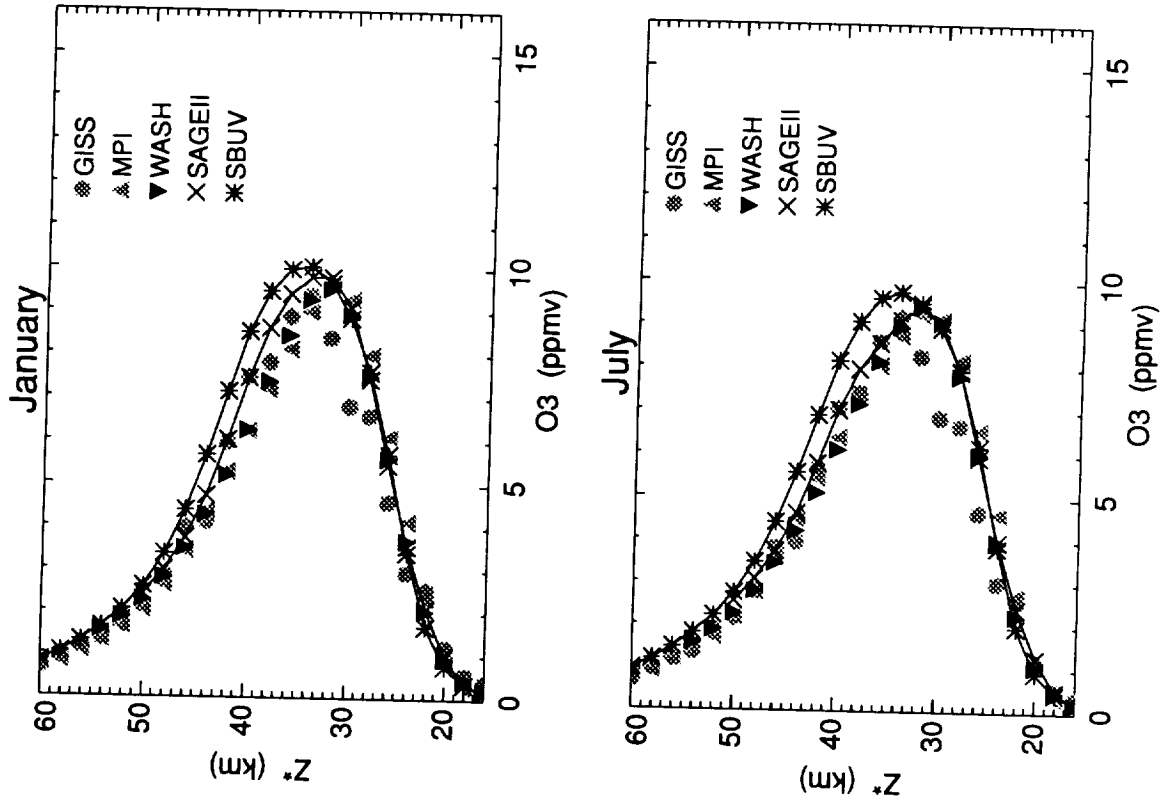 January
60
50
40
30
20
Z* (km)
0
5
10
15
O3 (ppmv)
GISS
MPI
WASH
SAGEII
SBUV
July
60
50
40
30
20
Z* (km)
0
5
10
15
O3 (ppmv)
GISS
MPI
WASH
SAGEII
SBUV